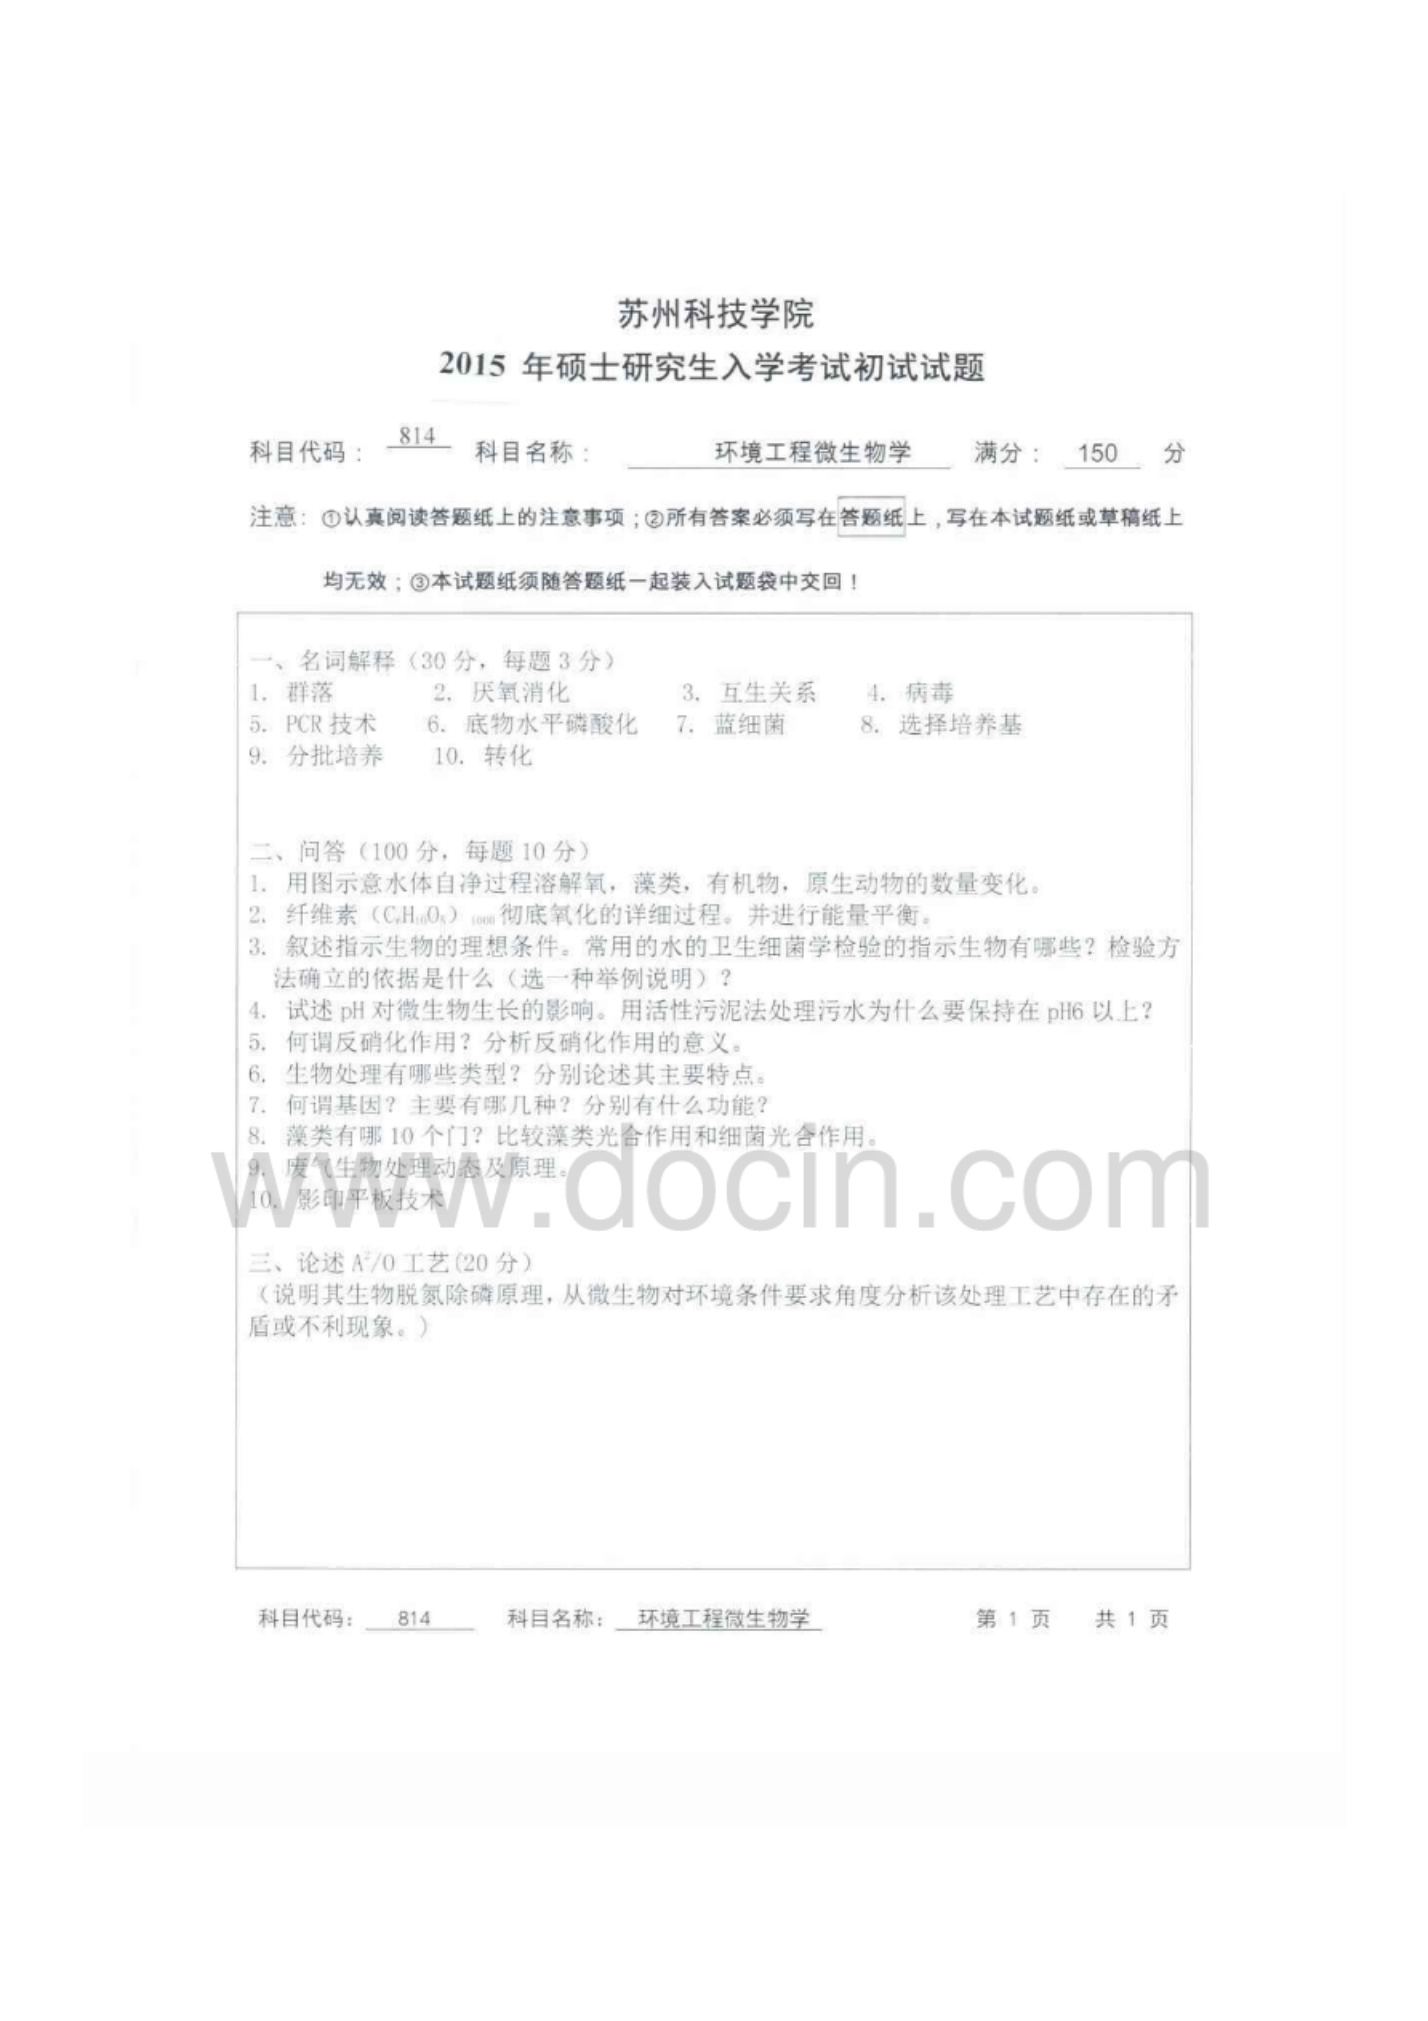 苏州科技学院
2015 年硕士研究生入学考试初试试题
科目代码： 814 科目名称： 环境工程微生物学 满分： 150 分
注意：①认真阅读答题纸上的注意事项；②所有答案必须写在答题纸上，写在本试题纸或草稿纸上
均无效；③本试题纸须随答题纸一起装入试题袋中交回！
一、名词解释（30 分，每题 3 分）
1. 群落 2. 厌氧消化 3. 互生关系 4. 病毒
5. PCR 技术 6. 底物水平磷酸化 7. 蓝细菌 8. 选择培养基
9. 分批培养 10. 转化
二、问答（100 分，每题 10 分）
1. 用图示意水体自净过程溶解氧，藻类，有机物，原生动物的数量变化。
2. 纤维素（C₆H₁₀O₅）₁₀₀₀ 彻底氧化的详细过程。并进行能量平衡。
3. 叙述指示生物的理想条件。常用的水的卫生细菌学检验的指示生物有哪些？检验方
法确立的依据是什么（选一种举例说明）？
4. 试述 pH 对微生物生长的影响。用活性污泥法处理污水为什么要保持在 pH6 以上？
5. 何谓反硝化作用？分析反硝化作用的意义。
6. 生物处理有哪些类型？分别论述其主要特点。
7. 何谓基因？主要有哪几种？分别有什么功能？
8. 藻类有哪 10 个门？比较藻类光合作用和细菌光合作用。
9. 废气生物处理动态及原理。
10. 影印平板技术
www.docin.com
三、论述 A²/O 工艺(20 分）
（说明其生物脱氮除磷原理，从微生物对环境条件要求角度分析该处理工艺中存在的矛
盾或不利现象。）
科目代码： 814 科目名称： 环境工程微生物学 第 1 页 共 1 页